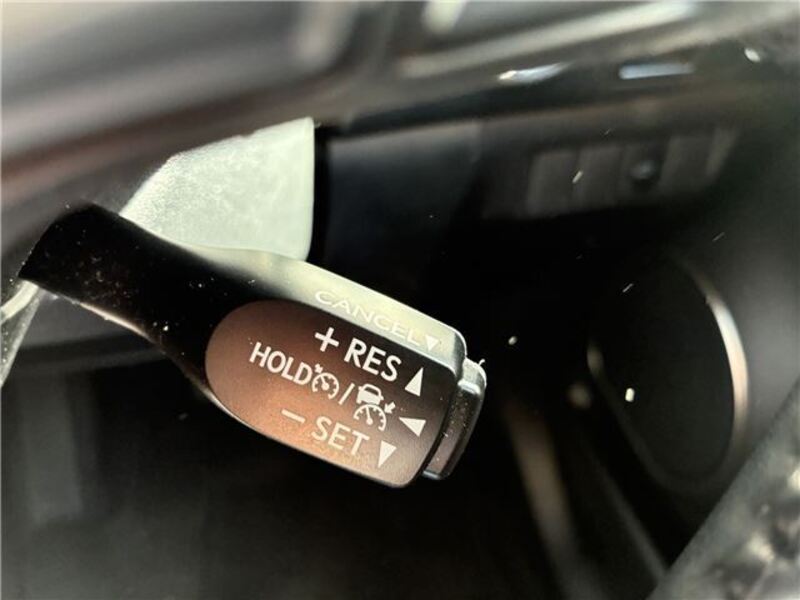 CANCEL▼
+ RES ▲
HOLD / ◀
− SET ▼